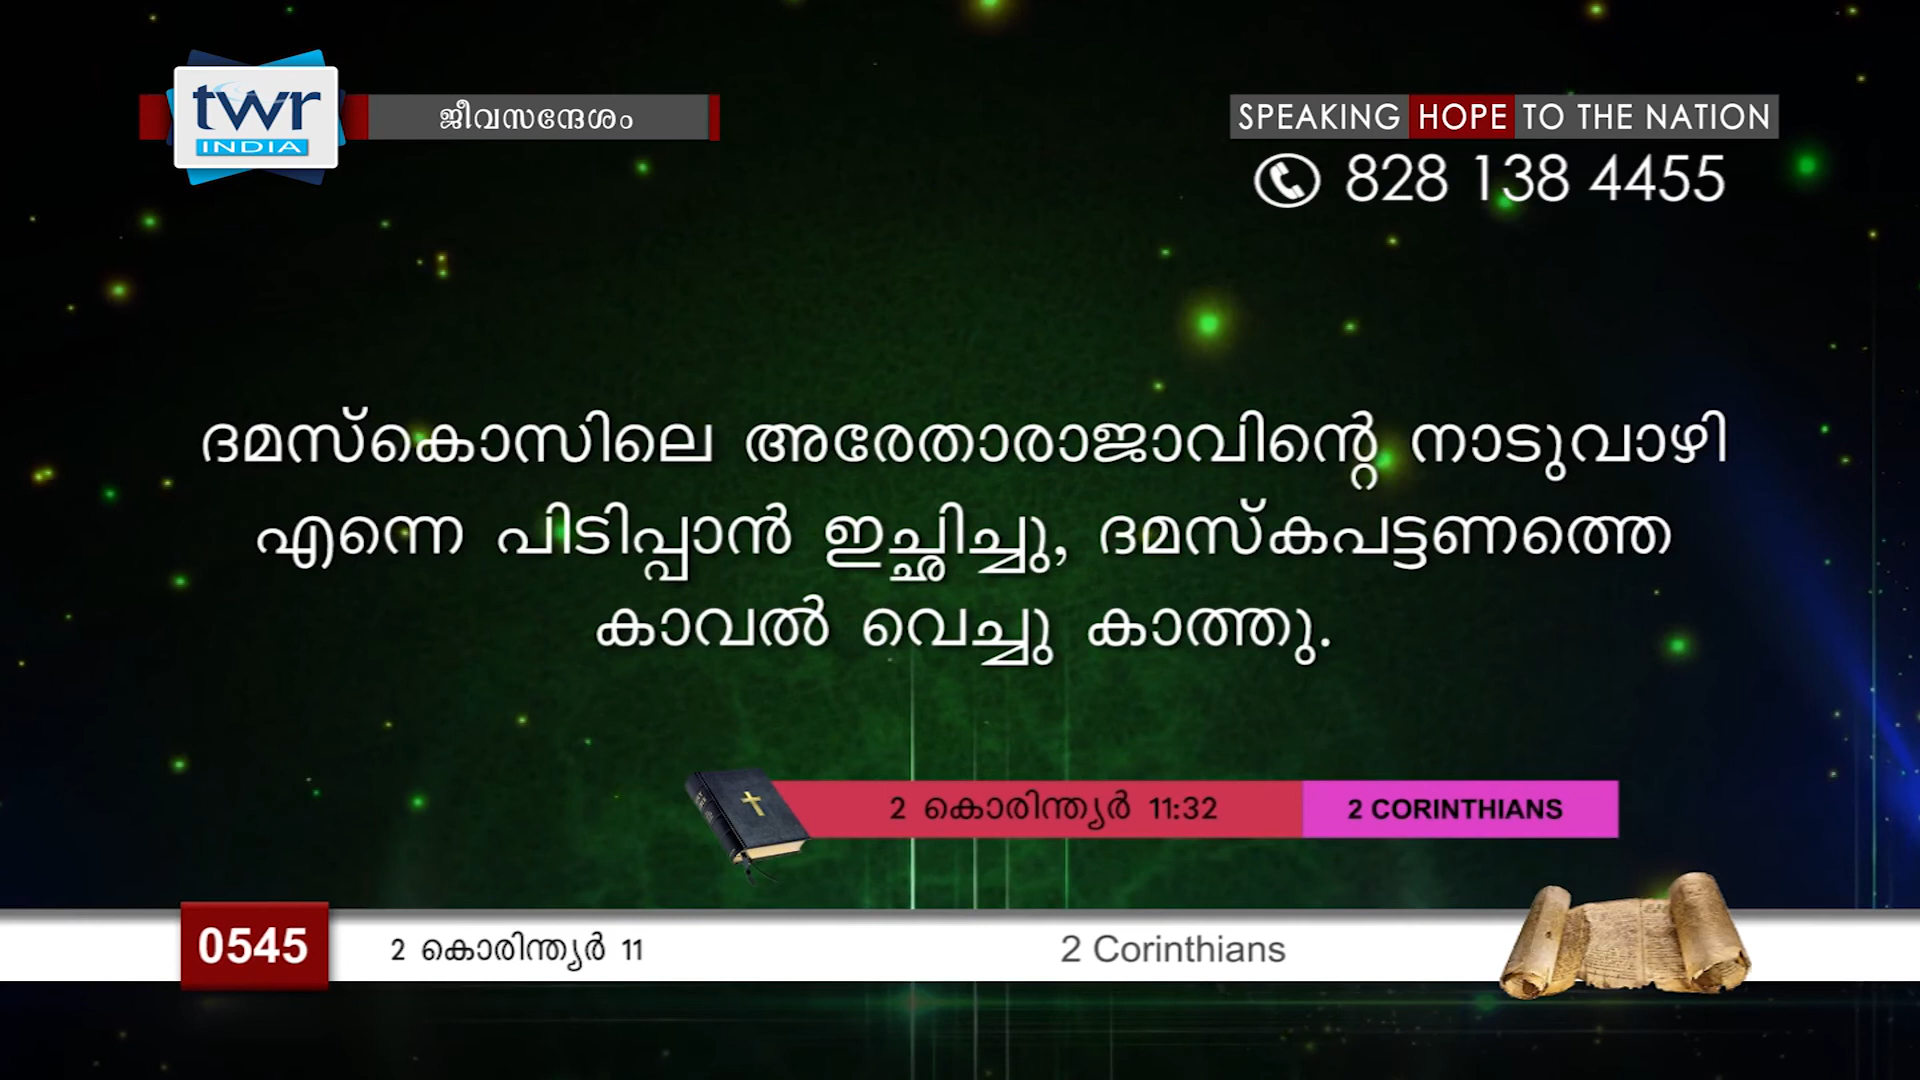 twr
INDIA
ജീവസന്ദേശം
SPEAKING HOPE TO THE NATION
828 138 4455
ദമസ്കൊസിലെ അരേതാരാജാവിന്റെ നാടുവാഴി
എന്നെ പിടിപ്പാൻ ഇച്ഛിച്ചു, ദമസ്കപട്ടണത്തെ
കാവൽ വെച്ചു കാത്തു.
2 കൊരിന്ത്യർ 11:32
2 CORINTHIANS
0545
2 കൊരിന്ത്യർ 11
2 Corinthians